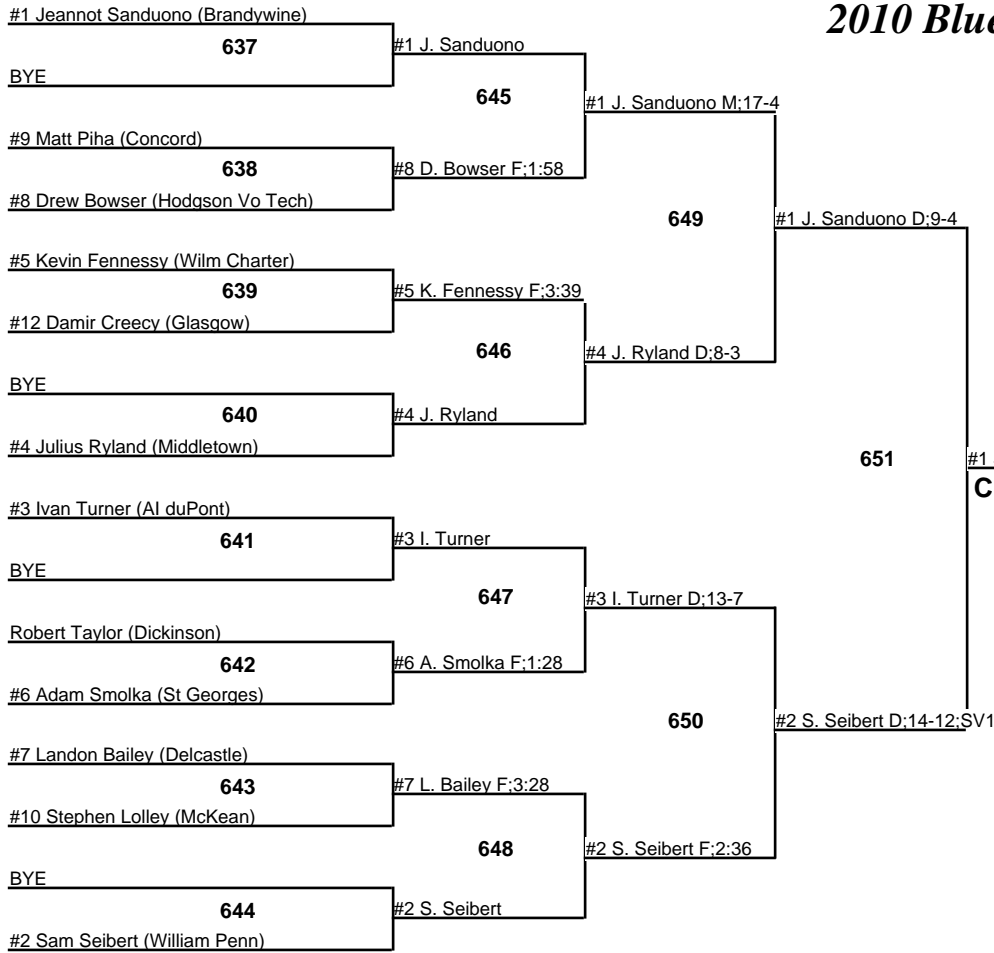 2010 Blue
#1 Jeannot Sanduono (Brandywine)
637
BYE
#1 J. Sanduono
645
#9 Matt Piha (Concord)
638
#8 Drew Bowser (Hodgson Vo Tech)
#8 D. Bowser F;1:58
#1 J. Sanduono M;17-4
649
#5 Kevin Fennessy (Wilm Charter)
639
#12 Damir Creecy (Glasgow)
#5 K. Fennessy F;3:39
646
BYE
640
#4 Julius Ryland (Middletown)
#4 J. Ryland
#4 J. Ryland D;8-3
#1 J. Sanduono D;9-4
651
#1
C
#3 Ivan Turner (AI duPont)
641
BYE
#3 I. Turner
647
Robert Taylor (Dickinson)
642
#6 Adam Smolka (St Georges)
#6 A. Smolka F;1:28
#3 I. Turner D;13-7
650
#7 Landon Bailey (Delcastle)
643
#10 Stephen Lolley (McKean)
#7 L. Bailey F;3:28
648
BYE
644
#2 Sam Seibert (William Penn)
#2 S. Seibert
#2 S. Seibert F;2:36
#2 S. Seibert D;14-12;SV1